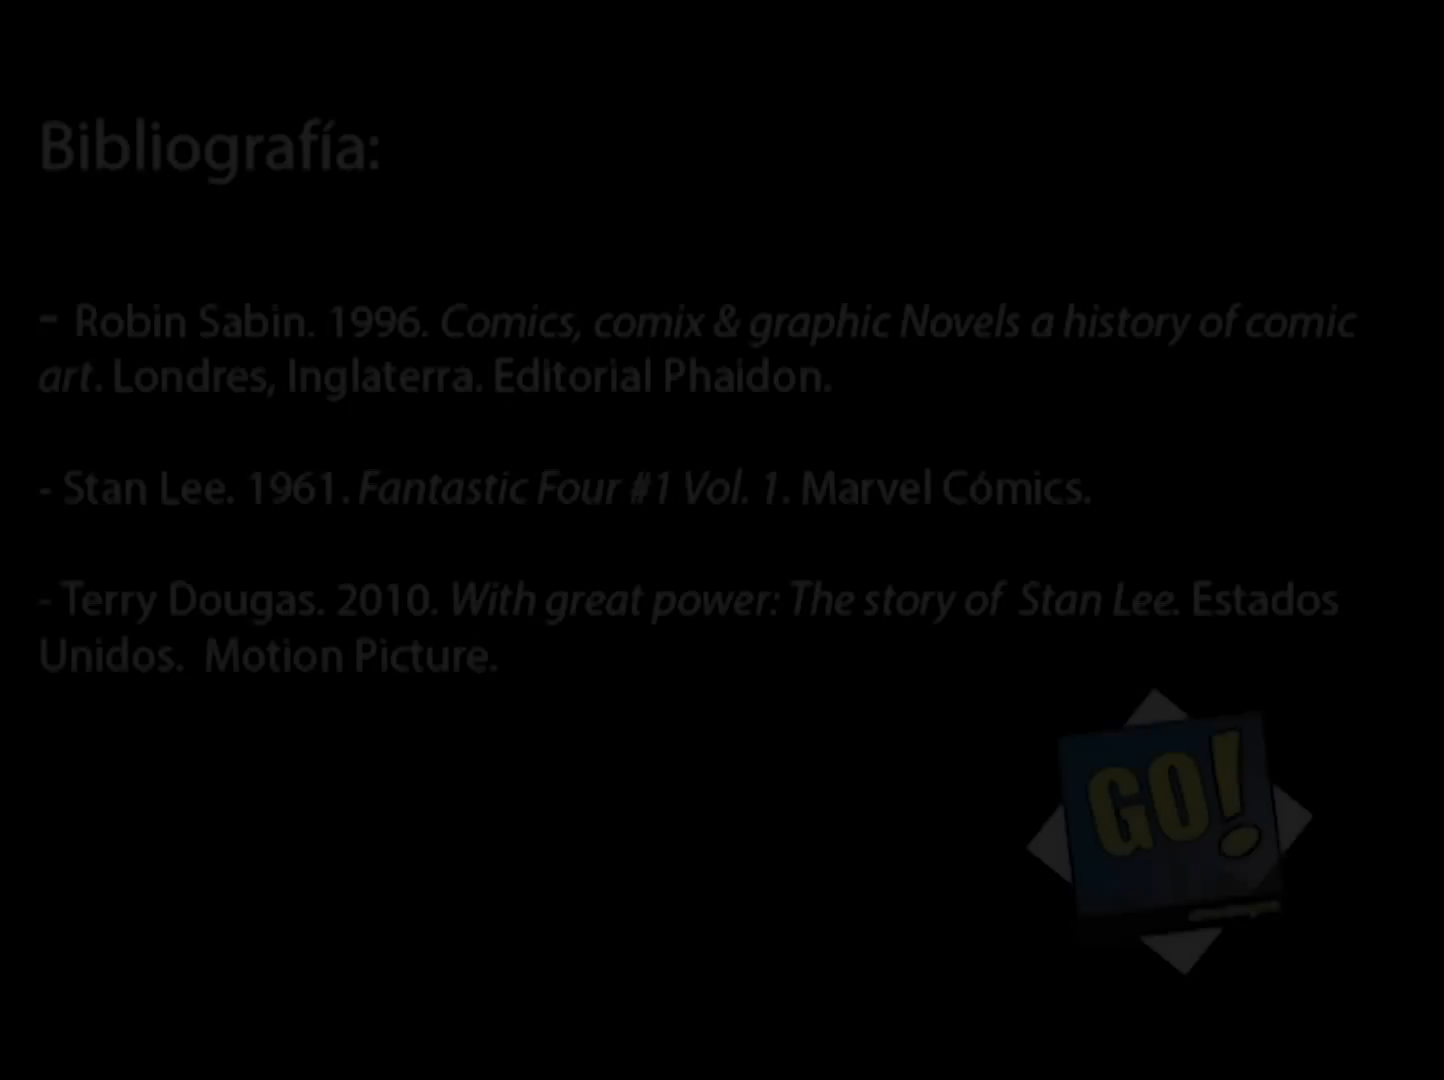 Bibliografía:
- Robin Sabin. 1996. Comics, comix & graphic Novels a history of comic
art. Londres, Inglaterra. Editorial Phaidon.
- Stan Lee. 1961. Fantastic Four #1 Vol. 1. Marvel Cómics.
- Terry Dougas. 2010. With great power: The story of Stan Lee. Estados
Unidos. Motion Picture.
GO!